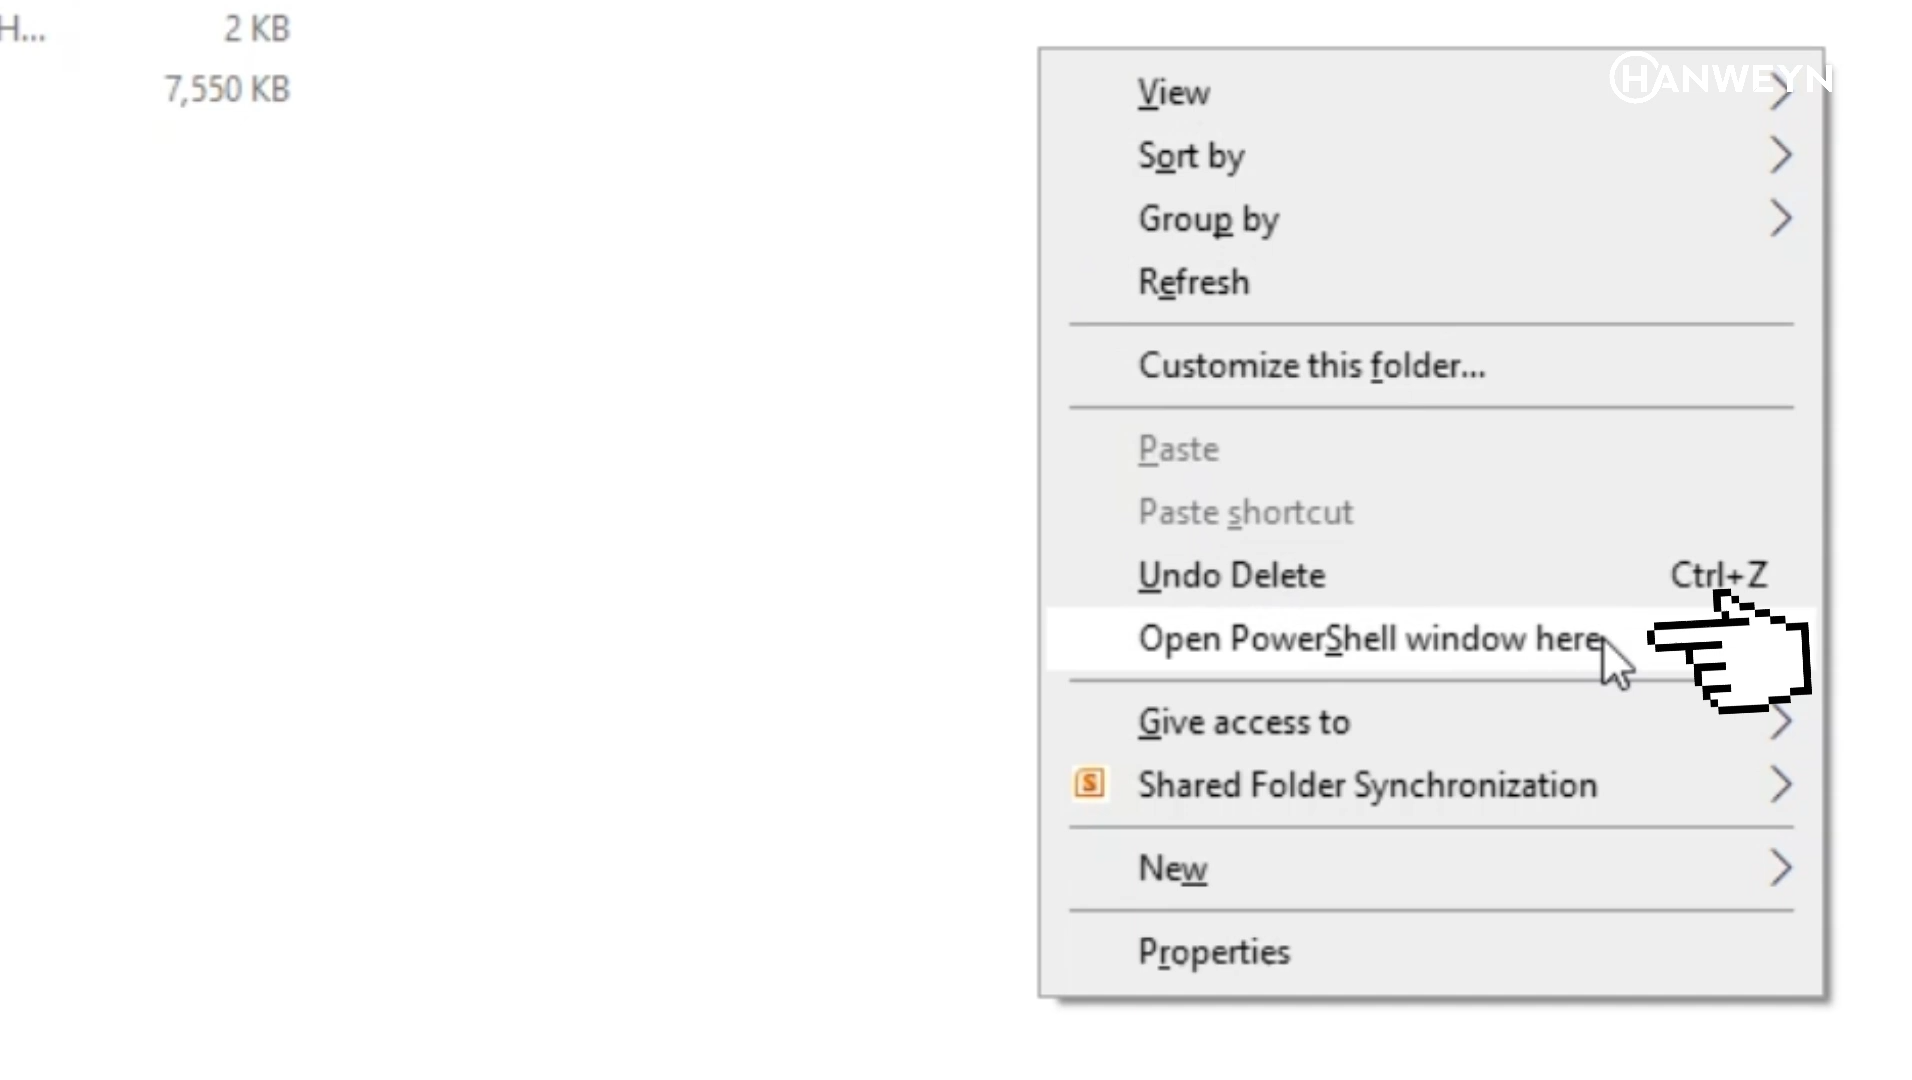 H...
2 KB
7,550 KB
HANWEYN
View
Sort by
Group by
Refresh
Customize this folder...
Paste
Paste shortcut
Undo Delete
Ctrl+Z
Open PowerShell window here
Give access to
S
Shared Folder Synchronization
New
Properties